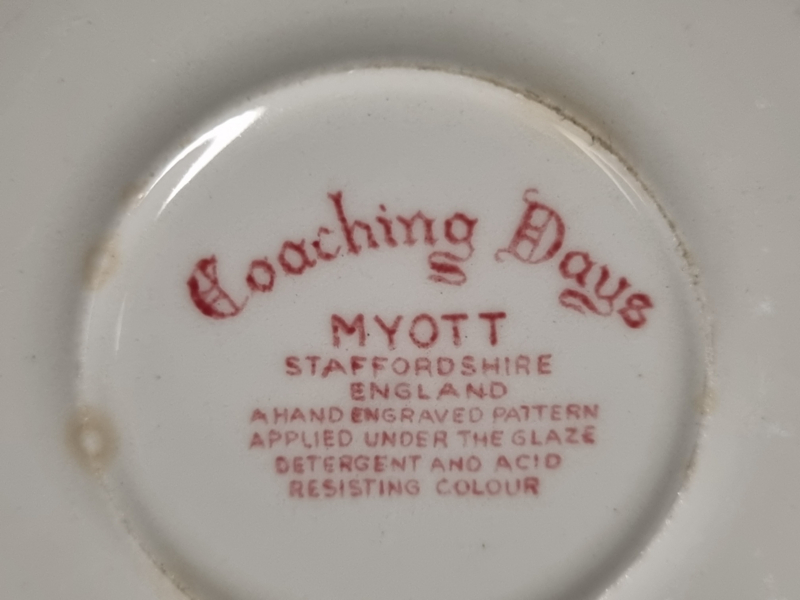 Coaching Days
MYOTT
STAFFORDSHIRE
ENGLAND
A HAND ENGRAVED PATTERN
APPLIED UNDER THE GLAZE
DETERGENT AND ACID
RESISTING COLOUR